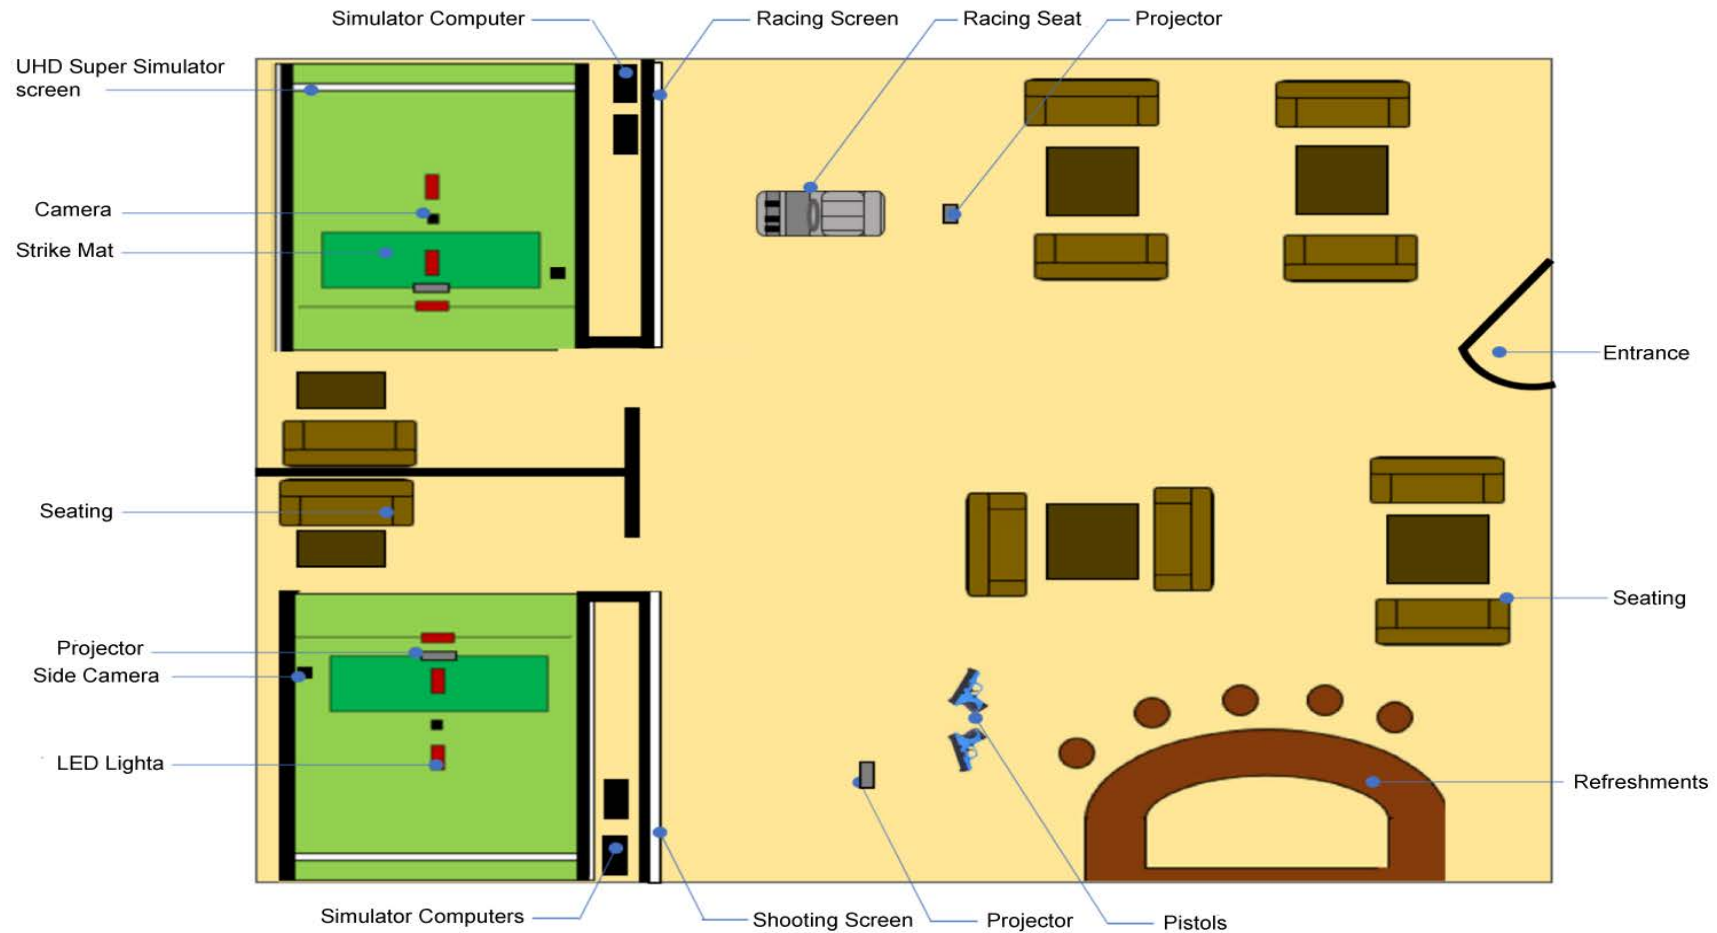 Simulator Computer
Racing Screen
Racing Seat
Projector
UHD Super Simulator
screen
Camera
Strike Mat
Entrance
Seating
Seating
Projector
Side Camera
LED Lighta
Refreshments
Simulator Computers
Shooting Screen
Projector
Pistols